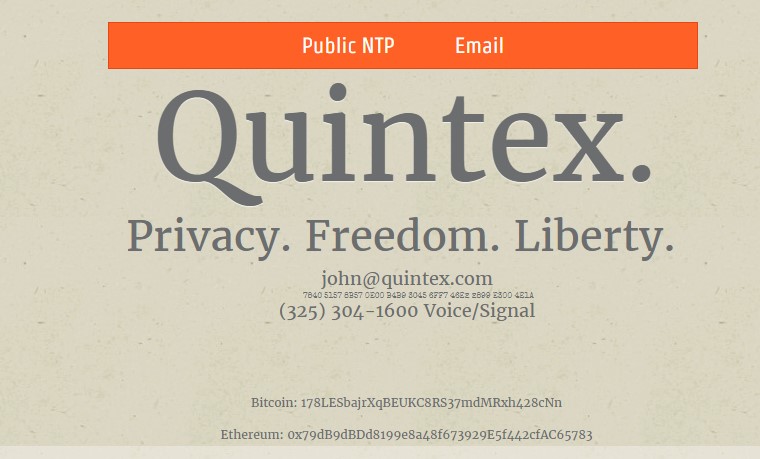 Public NTP Email
Quintex.
Privacy. Freedom. Liberty.
john@quintex.com
(325) 304-1600 Voice/Signal
Bitcoin: 178LESbajrXqBEUKC8RS37mdMRxh428cNn
Ethereum: 0x79dB9dBDd8199e8a48f673929E5f442cfAC65783